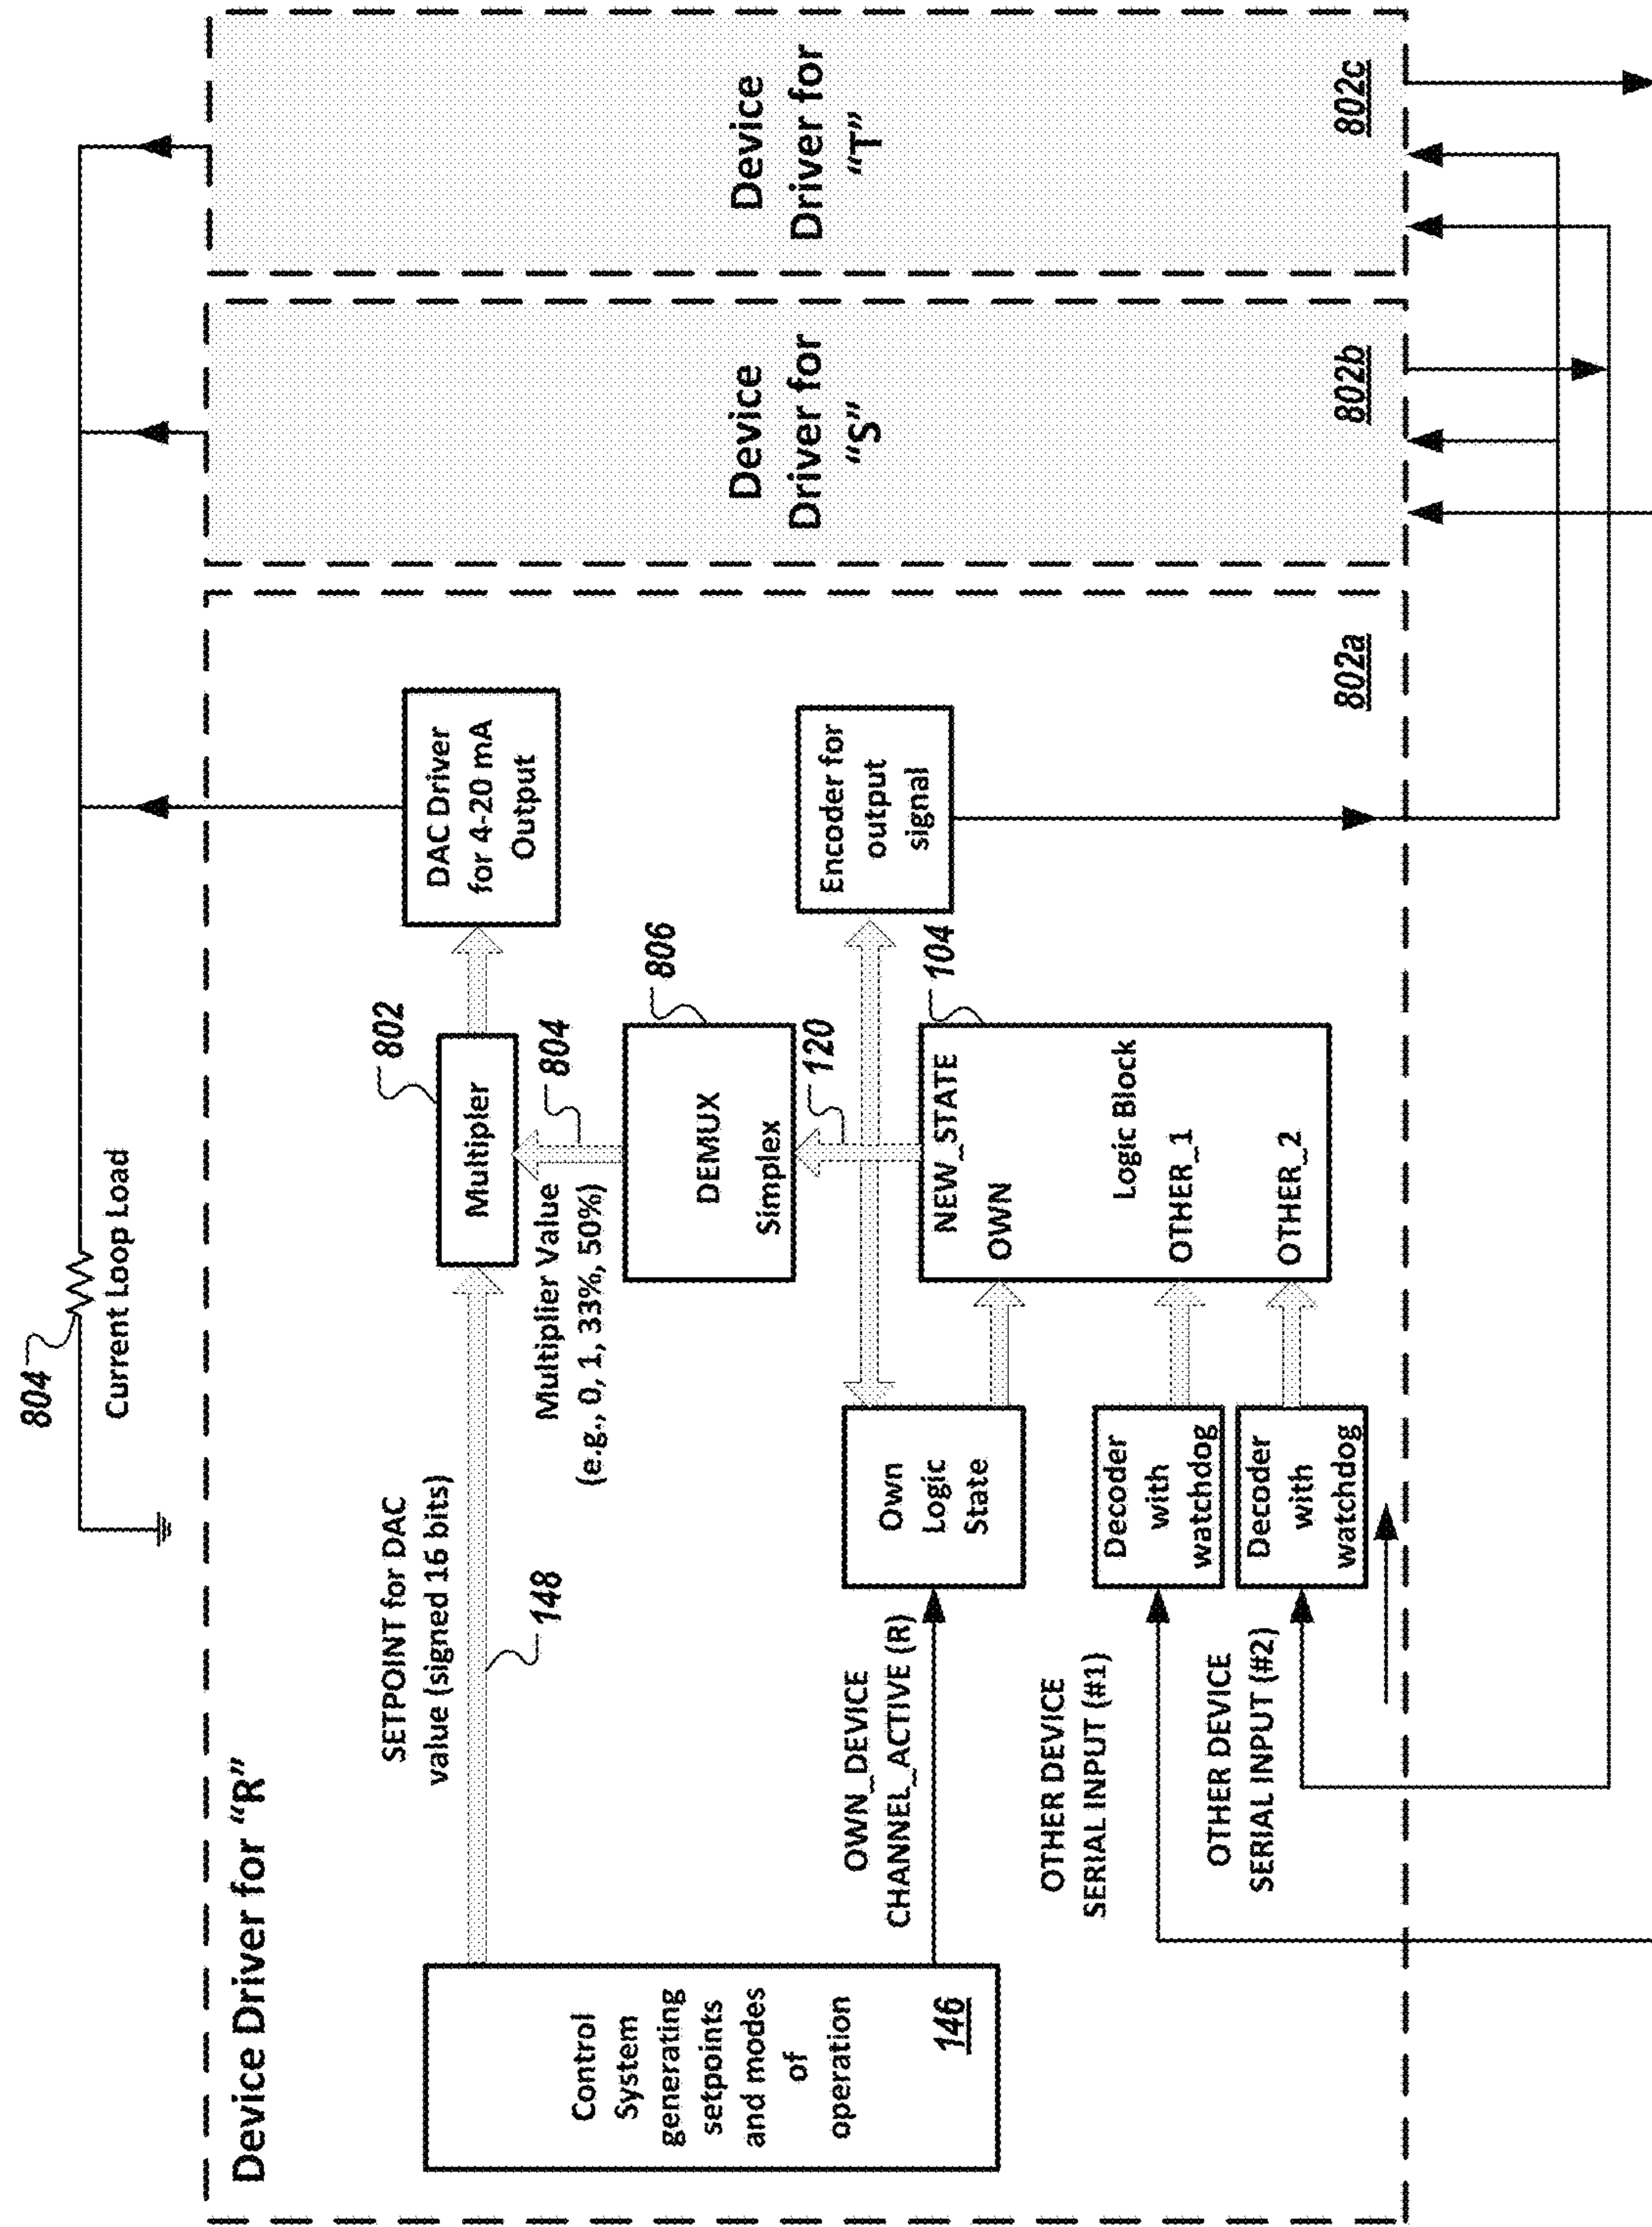 804
Current Loop Load
Device Driver for “R”
SETPOINT for DAC
value (signed 16 bits)
148
802
Multipler
DAC Driver
for 4-20 mA
Output
Multiplier Value
(e.g., 0, 1, 33%, 50%)
804
806
DEMUX
Simplex
120
Control
System
generating
setpoints
and modes
of
operation
146
OWN_DEVICE
CHANNEL_ACTIVE (R)
Own
Logic
State
Encoder for
output
signal
104
NEW_STATE
OWN
Logic Block
OTHER_1
OTHER_2
OTHER DEVICE
SERIAL INPUT (#1)
Decoder
with
watchdog
OTHER DEVICE
SERIAL INPUT (#2)
Decoder
with
watchdog
802a
Device
Driver for
“S”
802b
Device
Driver for
“T”
802c